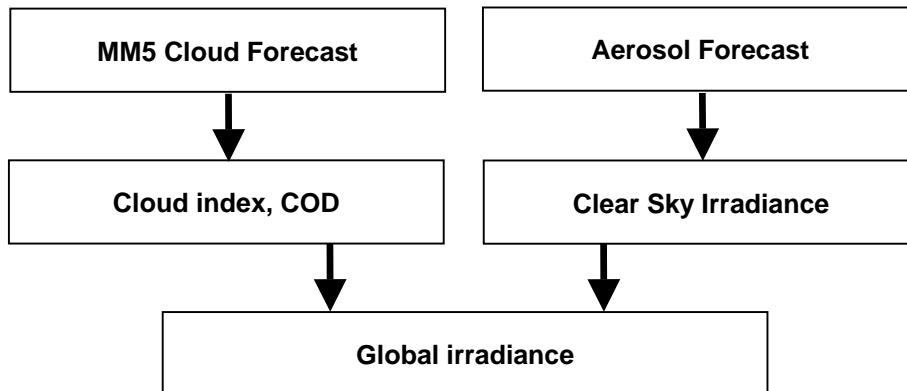 MM5 Cloud Forecast
Aerosol Forecast
Cloud index, COD
Clear Sky Irradiance
Global irradiance